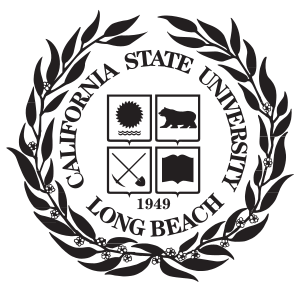 CALIFORNIA STATE UNIVERSITY
1949
LONG BEACH